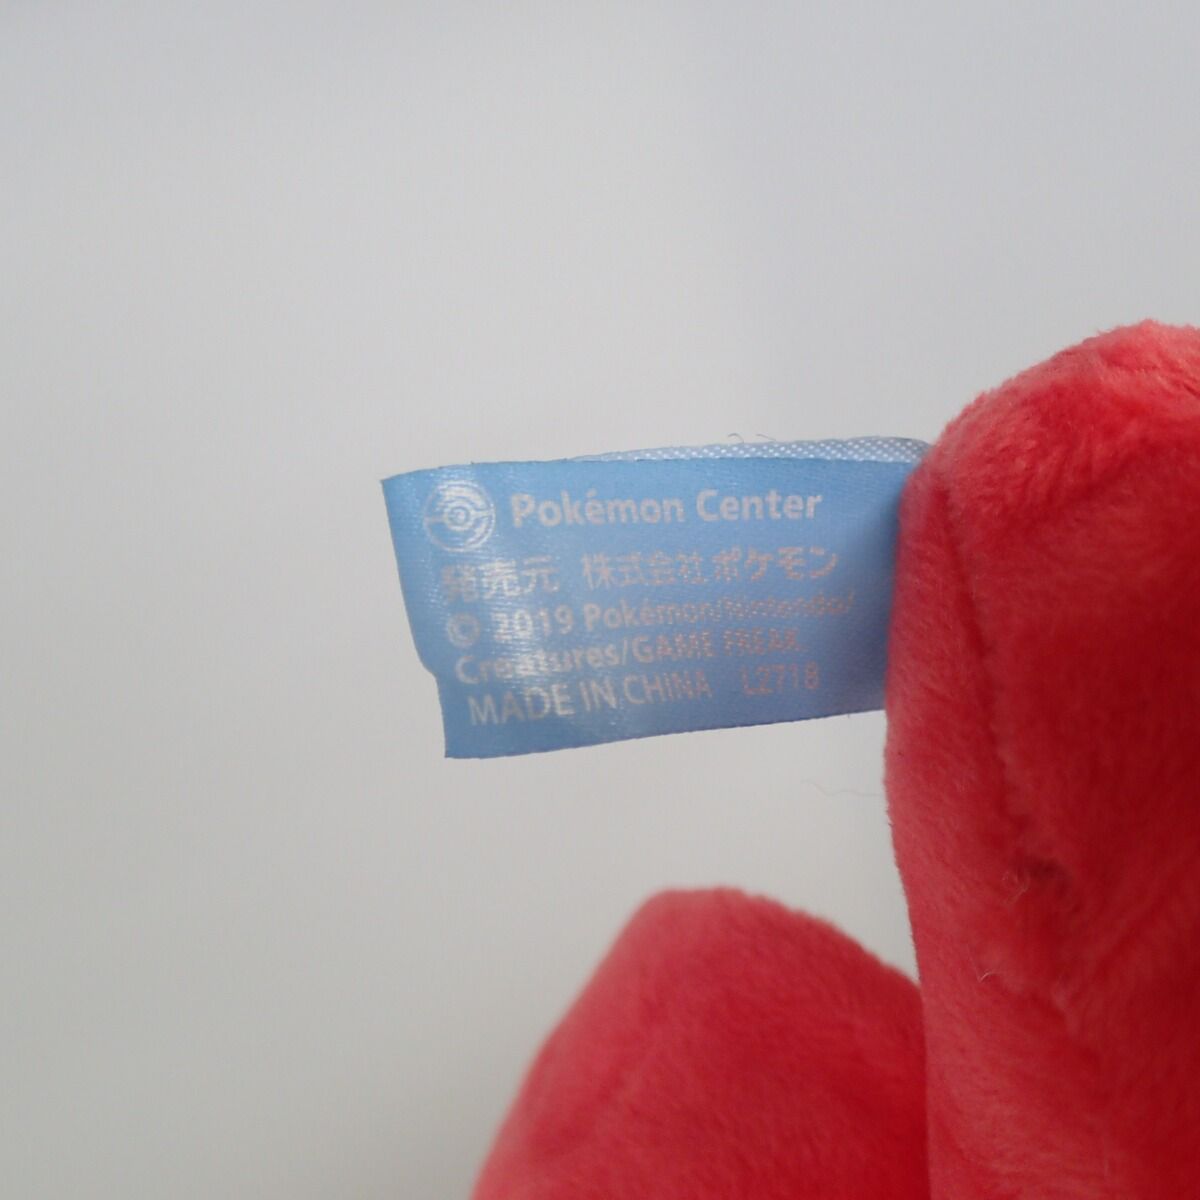 Pokémon Center
発売元 株式会社ポケモン
© 2019 Pokémon/Nintendo/
Creatures/GAME FREAK.
MADE IN CHINA L2718